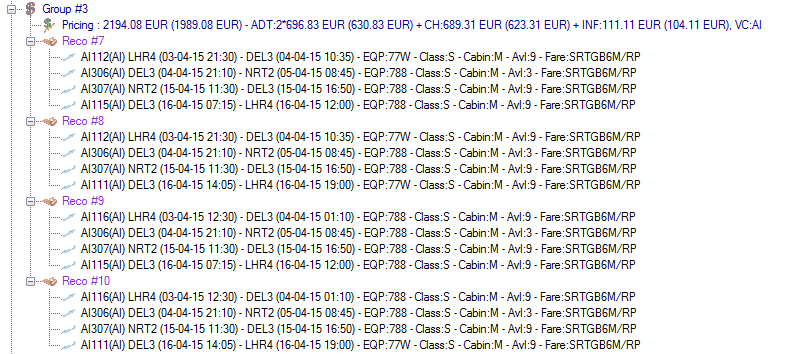 Group #3
Pricing : 2194.08 EUR (1989.08 EUR) - ADT:2*696.83 EUR (630.83 EUR) + CH:689.31 EUR (623.31 EUR) + INF:111.11 EUR (104.11 EUR), VC:AI
Reco #7
AI112(AI) LHR4 (03-04-15 21:30) - DEL3 (04-04-15 10:35) - EQP:77W - Class:S - Cabin:M - Avl:9 - Fare:SRTGB6M/RP
AI306(AI) DEL3 (04-04-15 21:10) - NRT2 (05-04-15 08:45) - EQP:788 - Class:S - Cabin:M - Avl:3 - Fare:SRTGB6M/RP
AI307(AI) NRT2 (15-04-15 11:30) - DEL3 (15-04-15 16:50) - EQP:788 - Class:S - Cabin:M - Avl:9 - Fare:SRTGB6M/RP
AI115(AI) DEL3 (16-04-15 07:15) - LHR4 (16-04-15 12:00) - EQP:788 - Class:S - Cabin:M - Avl:9 - Fare:SRTGB6M/RP
Reco #8
AI112(AI) LHR4 (03-04-15 21:30) - DEL3 (04-04-15 10:35) - EQP:77W - Class:S - Cabin:M - Avl:9 - Fare:SRTGB6M/RP
AI306(AI) DEL3 (04-04-15 21:10) - NRT2 (05-04-15 08:45) - EQP:788 - Class:S - Cabin:M - Avl:3 - Fare:SRTGB6M/RP
AI307(AI) NRT2 (15-04-15 11:30) - DEL3 (15-04-15 16:50) - EQP:788 - Class:S - Cabin:M - Avl:9 - Fare:SRTGB6M/RP
AI111(AI) DEL3 (16-04-15 14:05) - LHR4 (16-04-15 19:00) - EQP:77W - Class:S - Cabin:M - Avl:9 - Fare:SRTGB6M/RP
Reco #9
AI116(AI) LHR4 (03-04-15 12:30) - DEL3 (04-04-15 01:10) - EQP:788 - Class:S - Cabin:M - Avl:9 - Fare:SRTGB6M/RP
AI306(AI) DEL3 (04-04-15 21:10) - NRT2 (05-04-15 08:45) - EQP:788 - Class:S - Cabin:M - Avl:3 - Fare:SRTGB6M/RP
AI307(AI) NRT2 (15-04-15 11:30) - DEL3 (15-04-15 16:50) - EQP:788 - Class:S - Cabin:M - Avl:9 - Fare:SRTGB6M/RP
AI115(AI) DEL3 (16-04-15 07:15) - LHR4 (16-04-15 12:00) - EQP:788 - Class:S - Cabin:M - Avl:9 - Fare:SRTGB6M/RP
Reco #10
AI116(AI) LHR4 (03-04-15 12:30) - DEL3 (04-04-15 01:10) - EQP:788 - Class:S - Cabin:M - Avl:9 - Fare:SRTGB6M/RP
AI306(AI) DEL3 (04-04-15 21:10) - NRT2 (05-04-15 08:45) - EQP:788 - Class:S - Cabin:M - Avl:3 - Fare:SRTGB6M/RP
AI307(AI) NRT2 (15-04-15 11:30) - DEL3 (15-04-15 16:50) - EQP:788 - Class:S - Cabin:M - Avl:9 - Fare:SRTGB6M/RP
AI111(AI) DEL3 (16-04-15 14:05) - LHR4 (16-04-15 19:00) - EQP:77W - Class:S - Cabin:M - Avl:9 - Fare:SRTGB6M/RP